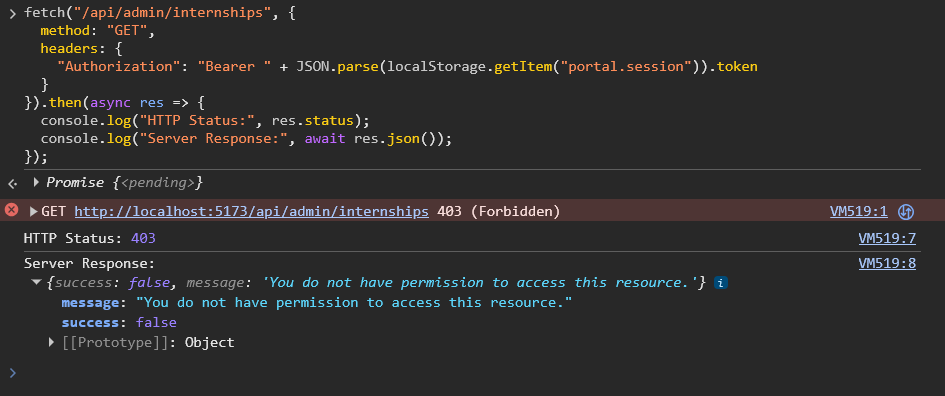 fetch("/api/admin/internships", {
  method: "GET",
  headers: {
    "Authorization": "Bearer " + JSON.parse(localStorage.getItem("portal.session")).token
  }
}).then(async res => {
  console.log("HTTP Status:", res.status);
  console.log("Server Response:", await res.json());
});
Promise {<pending>}
GET http://localhost:5173/api/admin/internships 403 (Forbidden) VM519:1
HTTP Status: 403 VM519:7
Server Response: VM519:8
{success: false, message: 'You do not have permission to access this resource.'} i
message: "You do not have permission to access this resource."
success: false
[[Prototype]]: Object